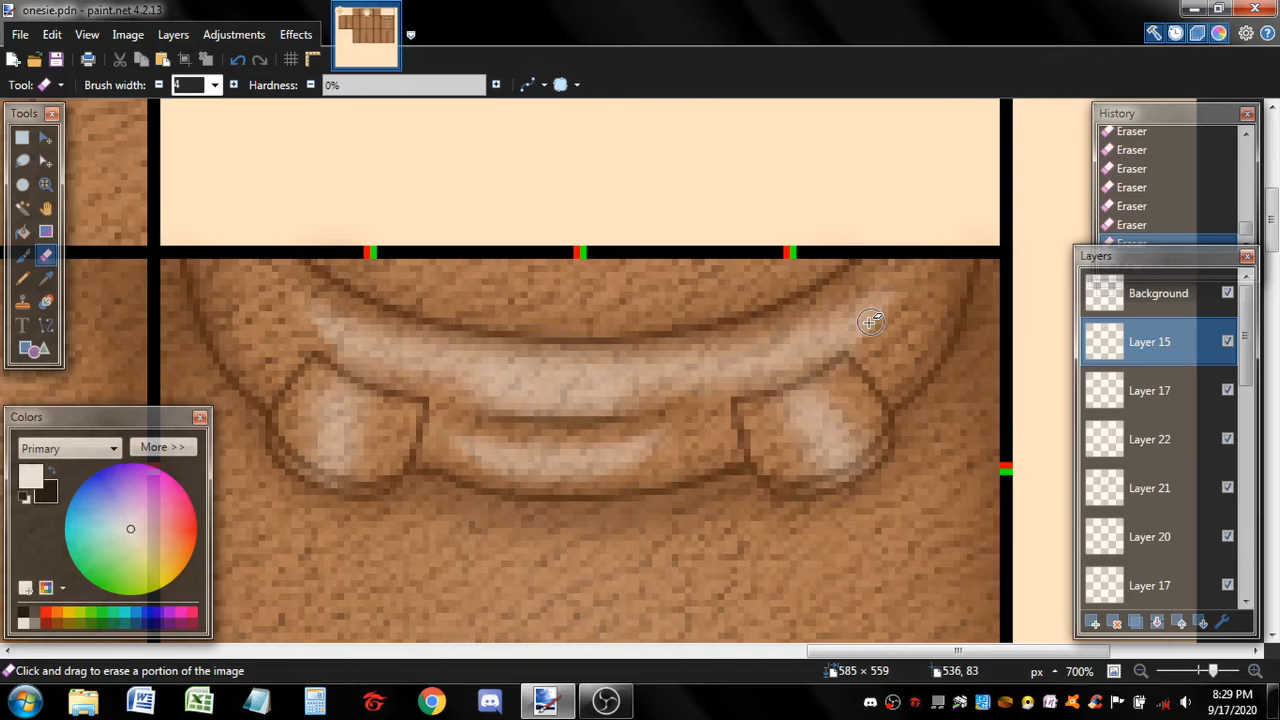 onesie.pdn - paint.net 4.2.13
File Edit View Image Layers Adjustments Effects
Tool: Brush width: 4 Hardness: 0%
Tools
History
Eraser
Eraser
Eraser
Eraser
Eraser
Eraser
Eraser
Layers
Background
Layer 15
Layer 17
Layer 22
Layer 21
Layer 20
Layer 17
Colors
Primary
More >>
Click and drag to erase a portion of the image
585 × 559
536, 83
px
700%
8:29 PM
9/17/2020